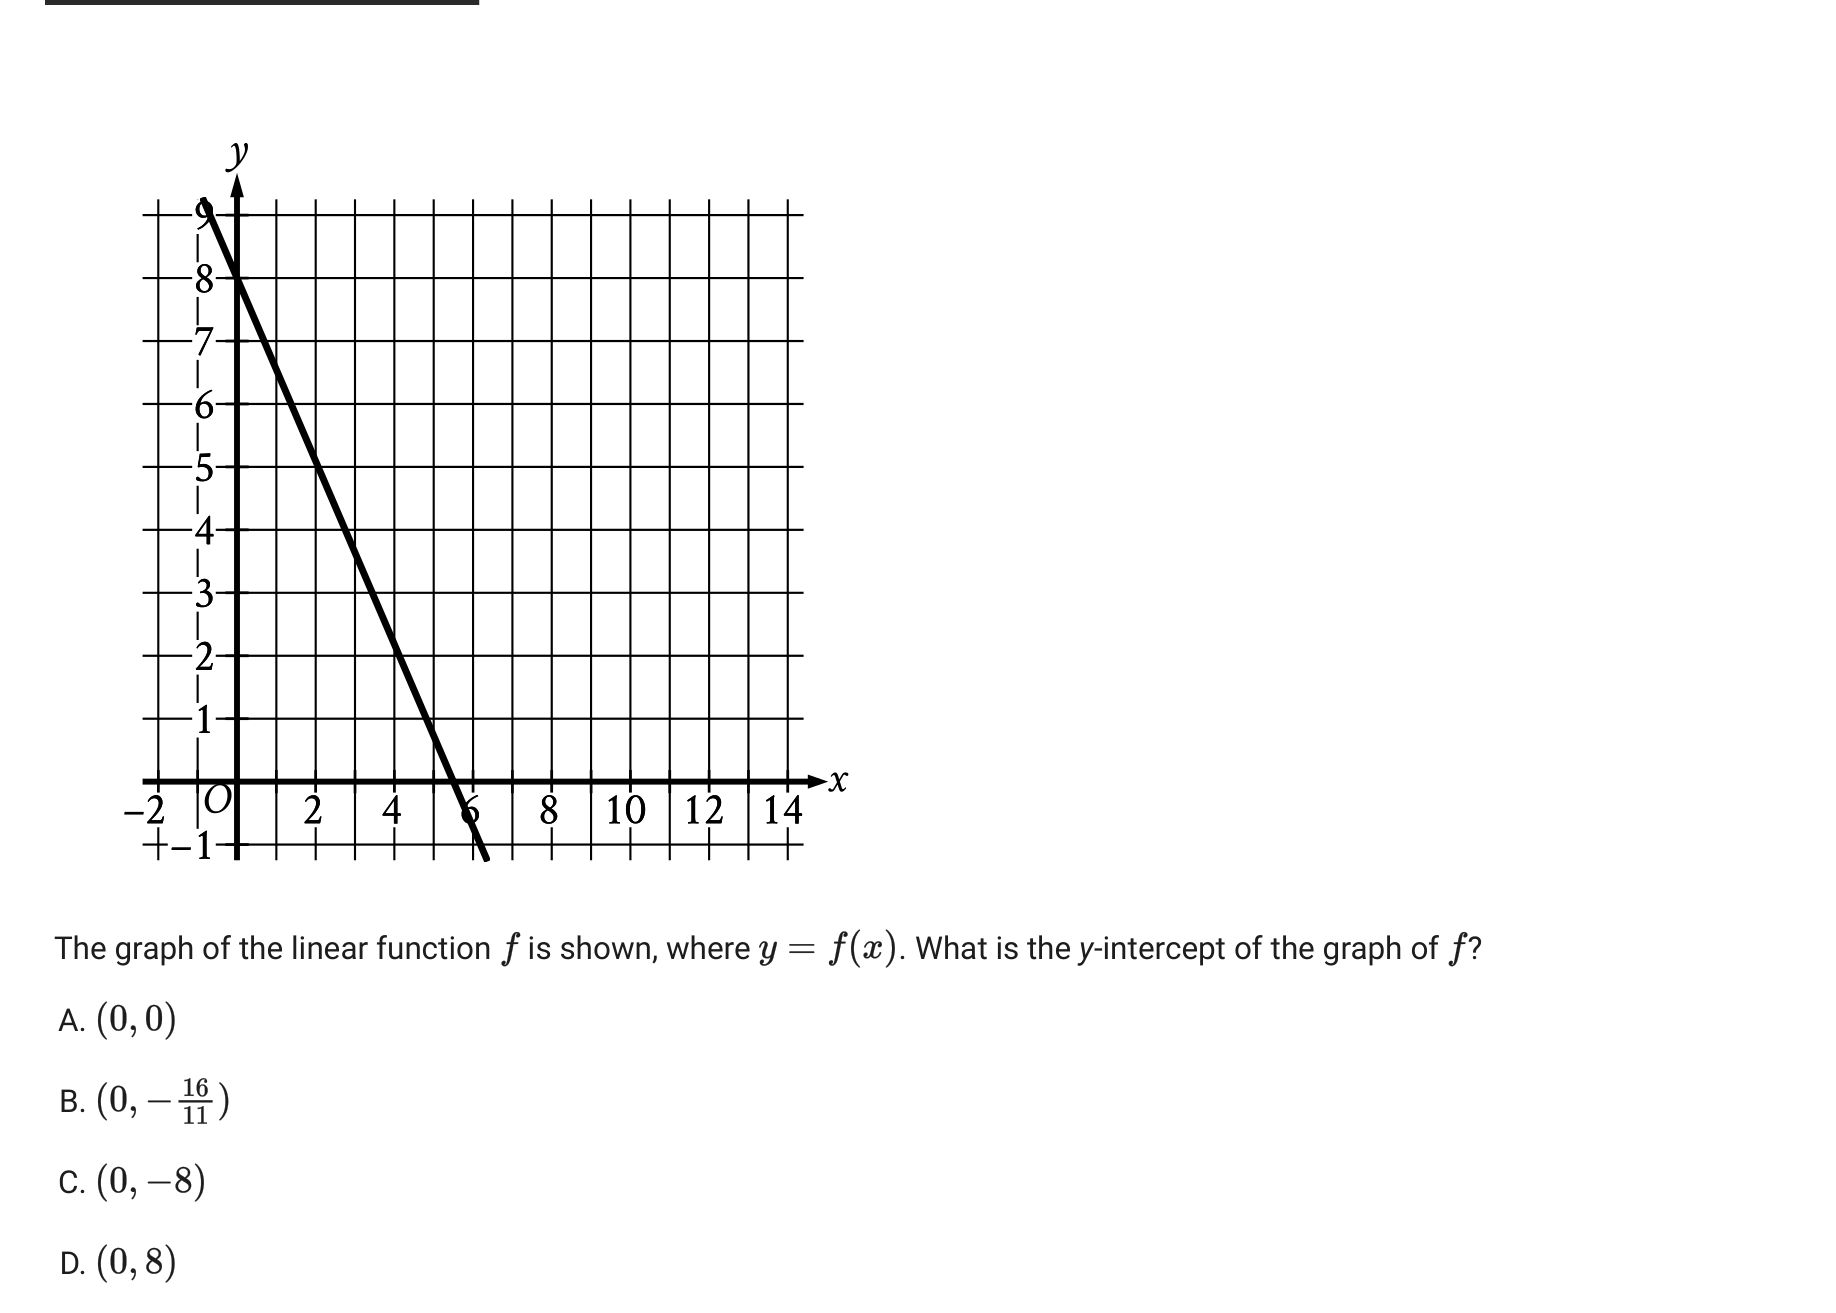 y
9
8
7
6
5
4
3
2
1
x
−2 O 2 4 6 8 10 12 14
−1
The graph of the linear function f is shown, where y = f(x). What is the y-intercept of the graph of f?
A. (0, 0)
B. (0, −16/11)
C. (0, −8)
D. (0, 8)